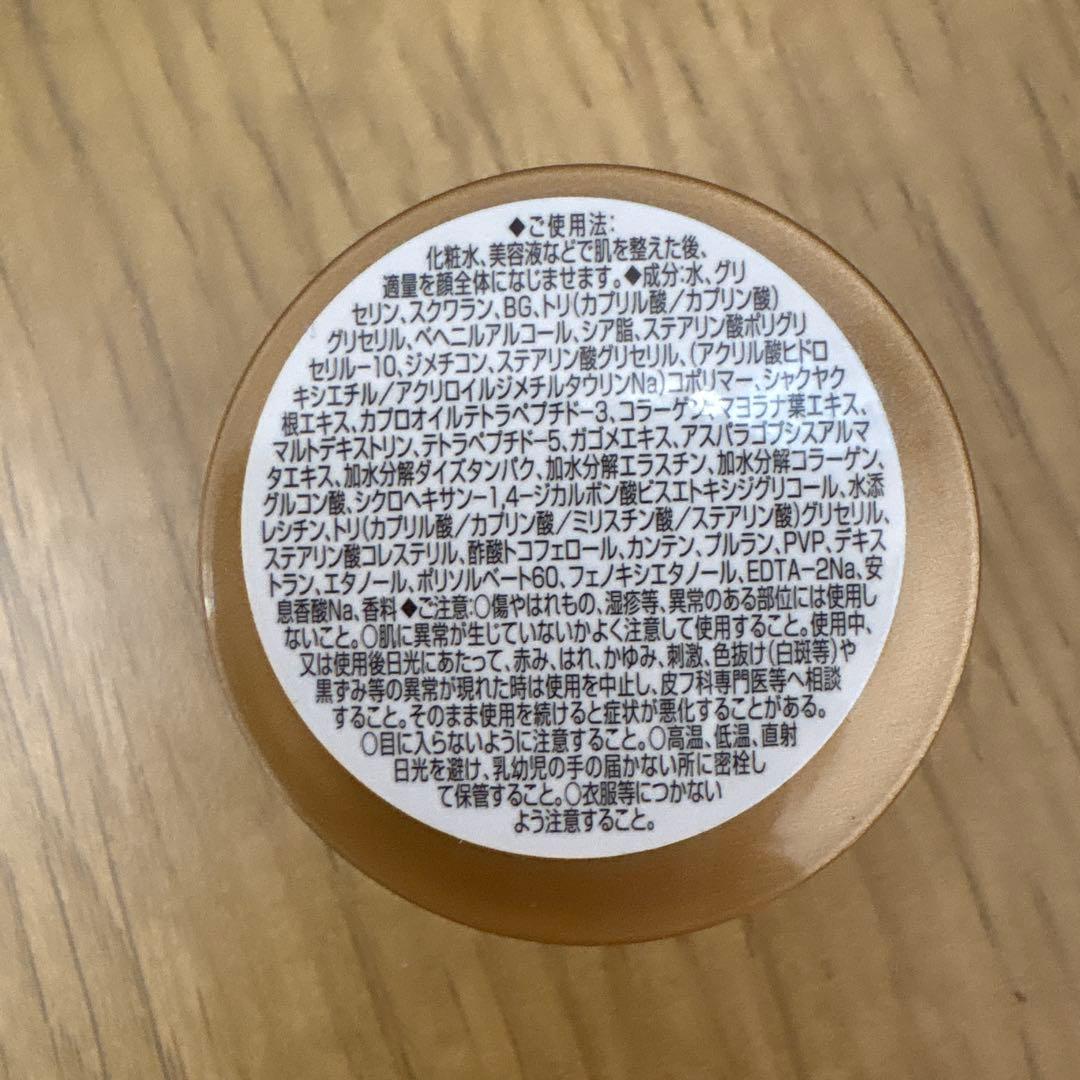 ◆ご使用法:
化粧水、美容液などで肌を整えた後、
適量を顔全体になじませます。◆成分:水、グリ
セリン、スクワラン、BG、トリ(カプリル酸/カプリン酸)
グリセリル、ベヘニルアルコール、シア脂、ステアリン酸ポリグリ
セリル-10、ジメチコン、ステアリン酸グリセリル、(アクリル酸ヒドロ
キシエチル/アクリロイルジメチルタウリンNa)コポリマー、シャクヤク
根エキス、カプロオイルテトラペプチド-3、コラーゲン、マヨラナ葉エキス、
マルトデキストリン、テトラペプチド-5、ガゴメエキス、アスパラゴプシスアルマ
タエキス、加水分解ダイズタンパク、加水分解エラスチン、加水分解コラーゲン、
グルコン酸、シクロヘキサン-1,4-ジカルボン酸ビスエトキシジグリコール、水添
レシチン、トリ(カプリル酸/カプリン酸/ミリスチン酸/ステアリン酸)グリセリル、
ステアリン酸コレステリル、酢酸トコフェロール、カンテン、プルラン、PVP、デキス
トラン、エタノール、ポリソルベート60、フェノキシエタノール、EDTA-2Na、安
息香酸Na、香料 ◆ご注意:○傷やはれもの、湿疹等、異常のある部位には使用し
ないこと。○肌に異常が生じていないかよく注意して使用すること。使用中、
又は使用後日光にあたって、赤み、はれ、かゆみ、刺激、色抜け(白斑等)や
黒ずみ等の異常が現れた時は使用を中止し、皮フ科専門医等へ相談
すること。そのまま使用を続けると症状が悪化することがある。
○目に入らないように注意すること。○高温、低温、直射
日光を避け、乳幼児の手の届かない所に密栓し
て保管すること。○衣服等につかない
よう注意すること。